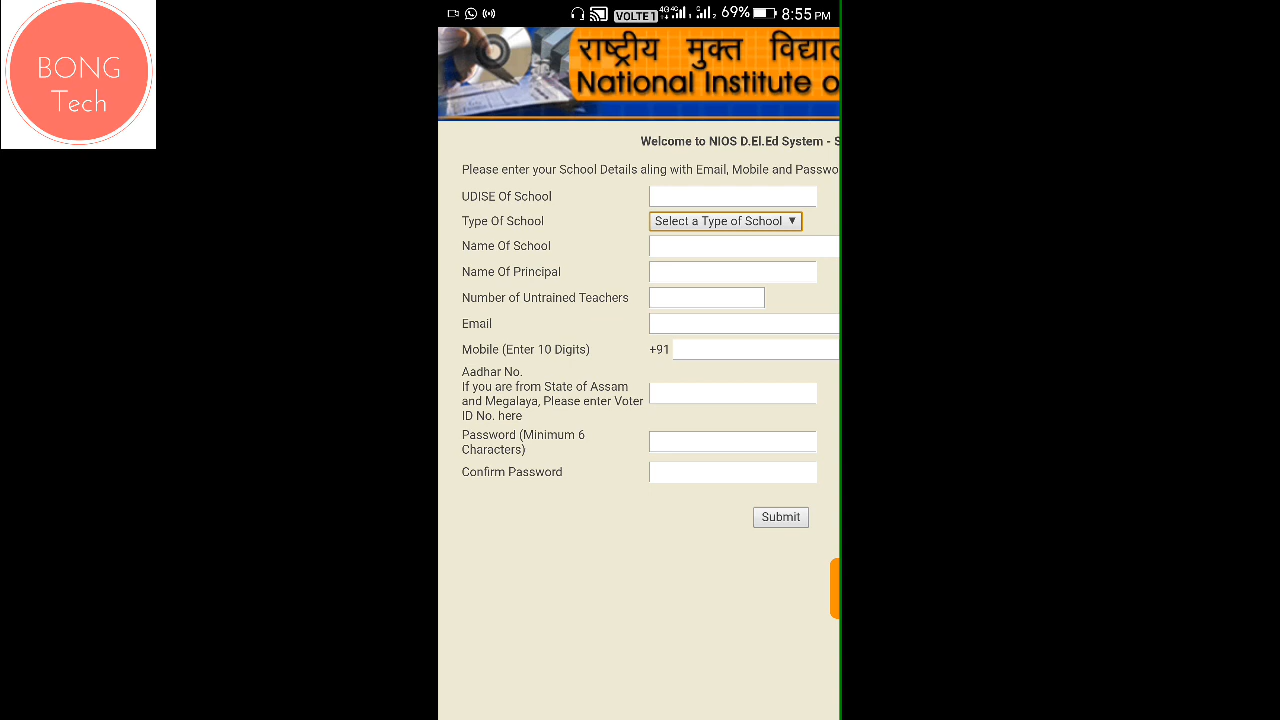 BONG
Tech
VOLTE 1 4G 4G 1 G 2 69% 8:55 PM
राष्ट्रीय मुक्त
National Institute
Welcome to NIOS D.El.Ed System -
Please enter your School Details aling with Email, Mobile and
UDISE Of School
Type Of School Select a Type of School ▼
Name Of School
Name Of Principal
Number of Untrained Teachers
Email
Mobile (Enter 10 Digits) +91
Aadhar No.
If you are from State of Assam
and Megalaya, Please enter Voter
ID No. here
Password (Minimum 6
Characters)
Confirm Password
Submit